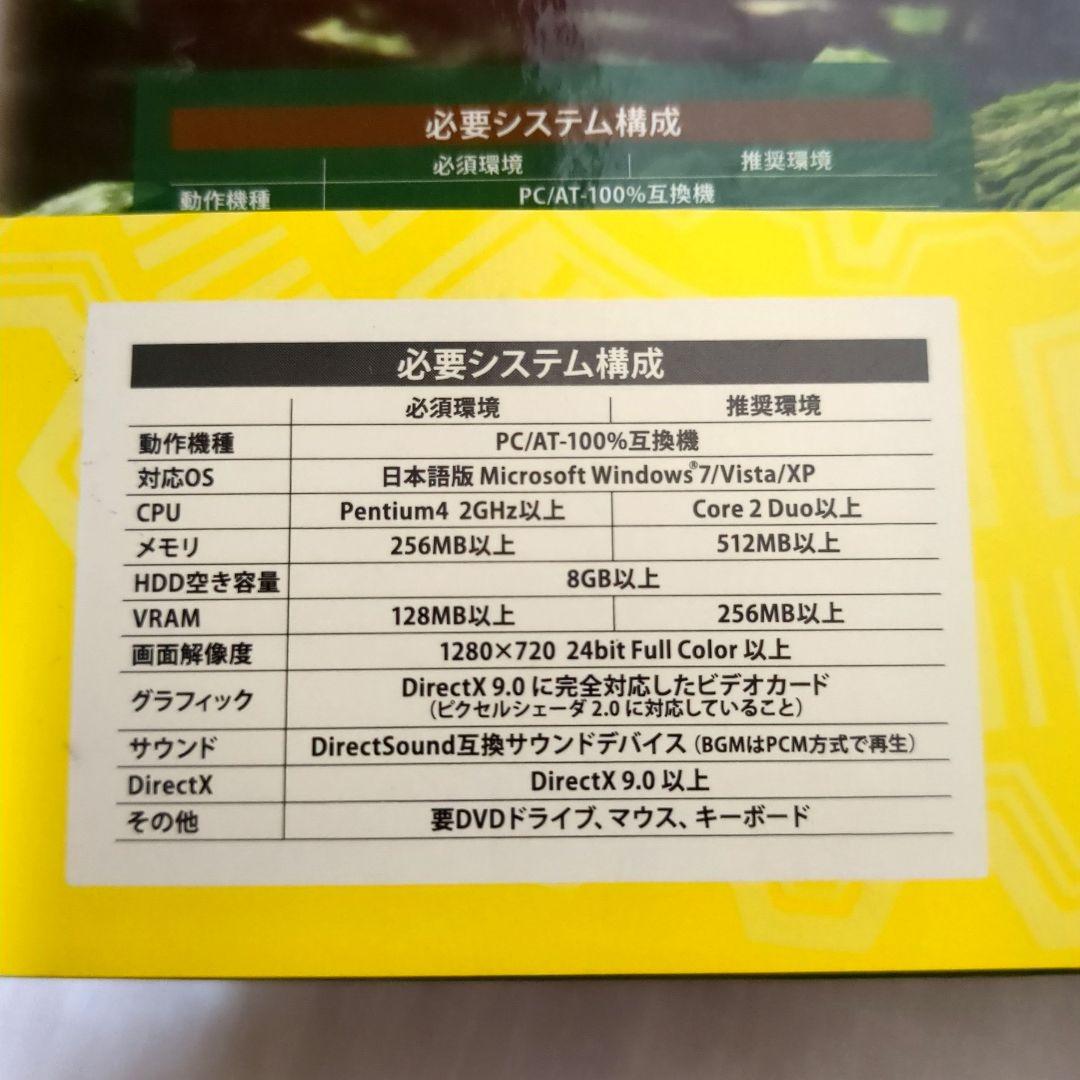 必要システム構成
必須環境 推奨環境
動作機種 PC/AT-100%互換機
必要システム構成
必須環境 推奨環境
動作機種 PC/AT-100%互換機
対応OS 日本語版 Microsoft Windows®7/Vista/XP
CPU Pentium4 2GHz以上 Core 2 Duo以上
メモリ 256MB以上 512MB以上
HDD空き容量 8GB以上
VRAM 128MB以上 256MB以上
画面解像度 1280×720 24bit Full Color 以上
グラフィック DirectX 9.0 に完全対応したビデオカード
(ピクセルシェーダ 2.0 に対応していること)
サウンド DirectSound互換サウンドデバイス (BGMはPCM方式で再生)
DirectX DirectX 9.0 以上
その他 要DVDドライブ、マウス、キーボード